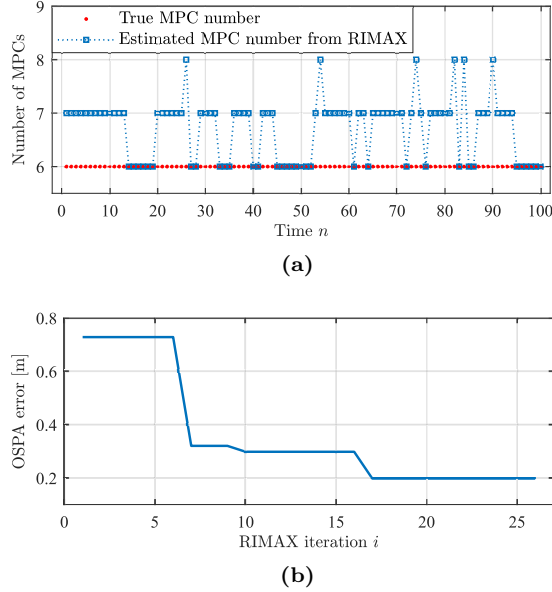 9
True MPC number
Estimated MPC number from RIMAX
8
7
6
Number of MPCs
0 10 20 30 40 50 60 70 80 90 100
Time n
(a)
0.8
0.6
0.4
0.2
OSPA error [m]
0 5 10 15 20 25
RIMAX iteration i
(b)